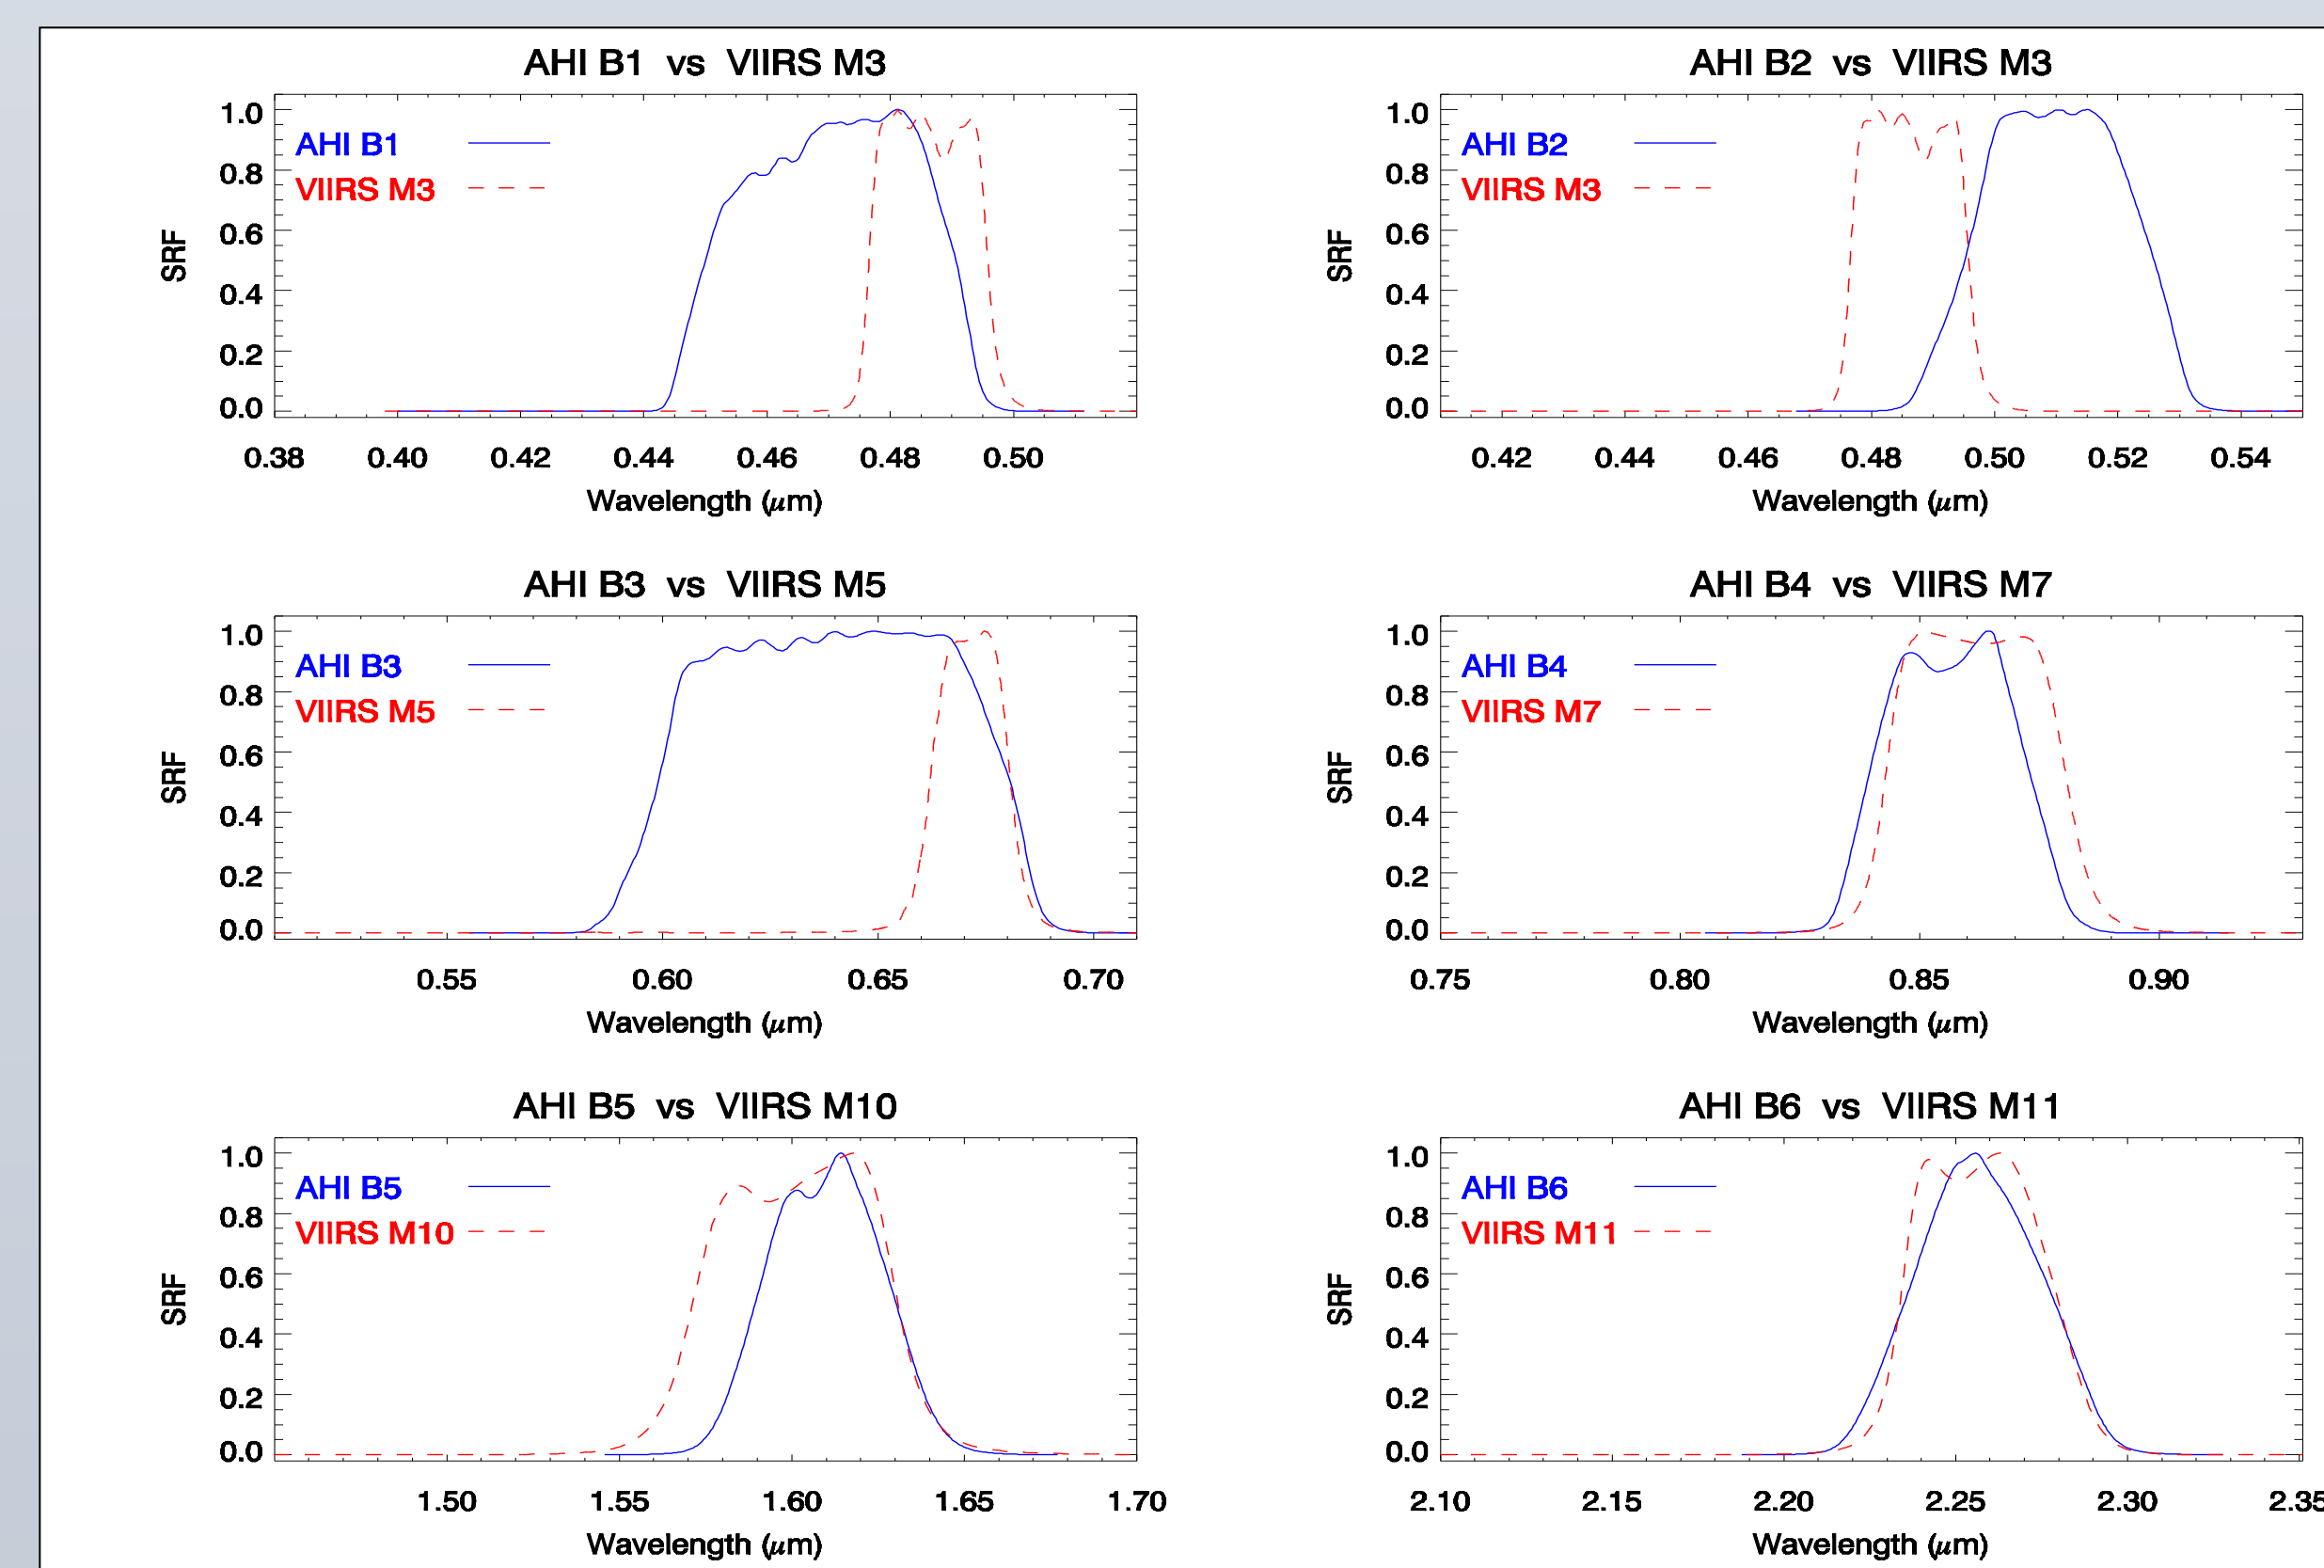 AHI B1 vs VIIRS M3
1.0
0.8
0.6
0.4
0.2
0.0
SRF
AHI B1
VIIRS M3
0.38 0.40 0.42 0.44 0.46 0.48 0.50
Wavelength (μm)
AHI B2 vs VIIRS M3
1.0
0.8
0.6
0.4
0.2
0.0
SRF
AHI B2
VIIRS M3
0.42 0.44 0.46 0.48 0.50 0.52 0.54
Wavelength (μm)
AHI B3 vs VIIRS M5
1.0
0.8
0.6
0.4
0.2
0.0
SRF
AHI B3
VIIRS M5
0.55 0.60 0.65 0.70
Wavelength (μm)
AHI B4 vs VIIRS M7
1.0
0.8
0.6
0.4
0.2
0.0
SRF
AHI B4
VIIRS M7
0.75 0.80 0.85 0.90
Wavelength (μm)
AHI B5 vs VIIRS M10
1.0
0.8
0.6
0.4
0.2
0.0
SRF
AHI B5
VIIRS M10
1.50 1.55 1.60 1.65 1.70
Wavelength (μm)
AHI B6 vs VIIRS M11
1.0
0.8
0.6
0.4
0.2
0.0
SRF
AHI B6
VIIRS M11
2.10 2.15 2.20 2.25 2.30 2.35
Wavelength (μm)